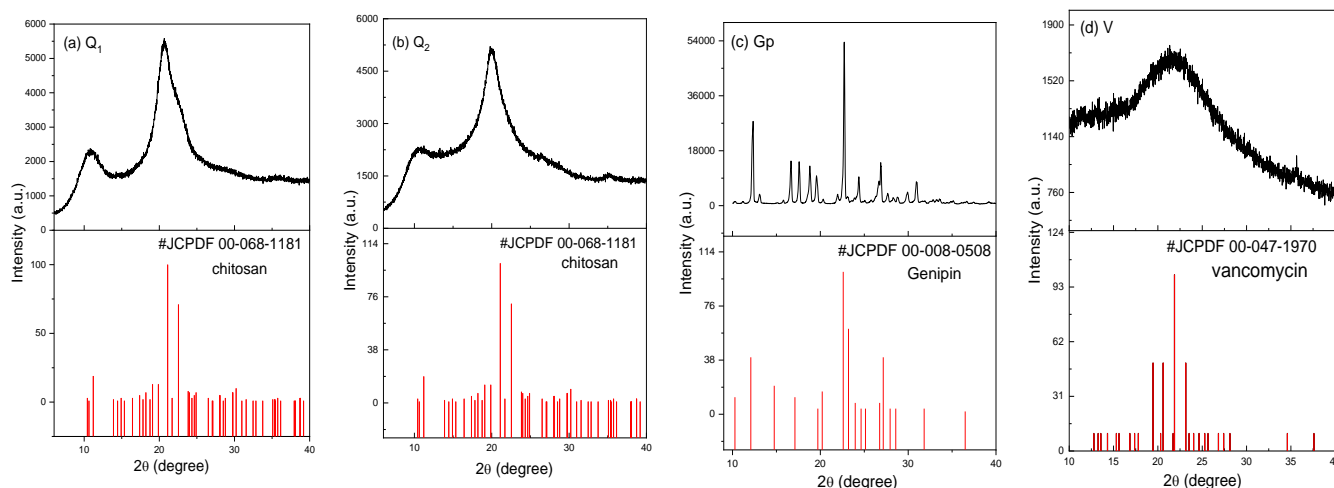 (a) Q1
6000
5000
4000
3000
2000
1000
0
#JCPDF 00-068-1181
chitosan
100
50
0
10 20 30 40
2θ (degree)
Intensity (a.u.)
(b) Q2
6000
4500
3000
1500
0
#JCPDF 00-068-1181
chitosan
114
76
38
0
10 20 30 40
2θ (degree)
Intensity (a.u.)
(c) Gp
54000
36000
18000
0
#JCPDF 00-008-0508
Genipin
114
76
38
0
10 20 30 40
2θ (degree)
Intensity (a.u.)
(d) V
1900
1520
1140
760
#JCPDF 00-047-1970
vancomycin
124
93
62
31
0
10 15 20 25 30 35 40
2θ (degree)
Intensity (a.u.)